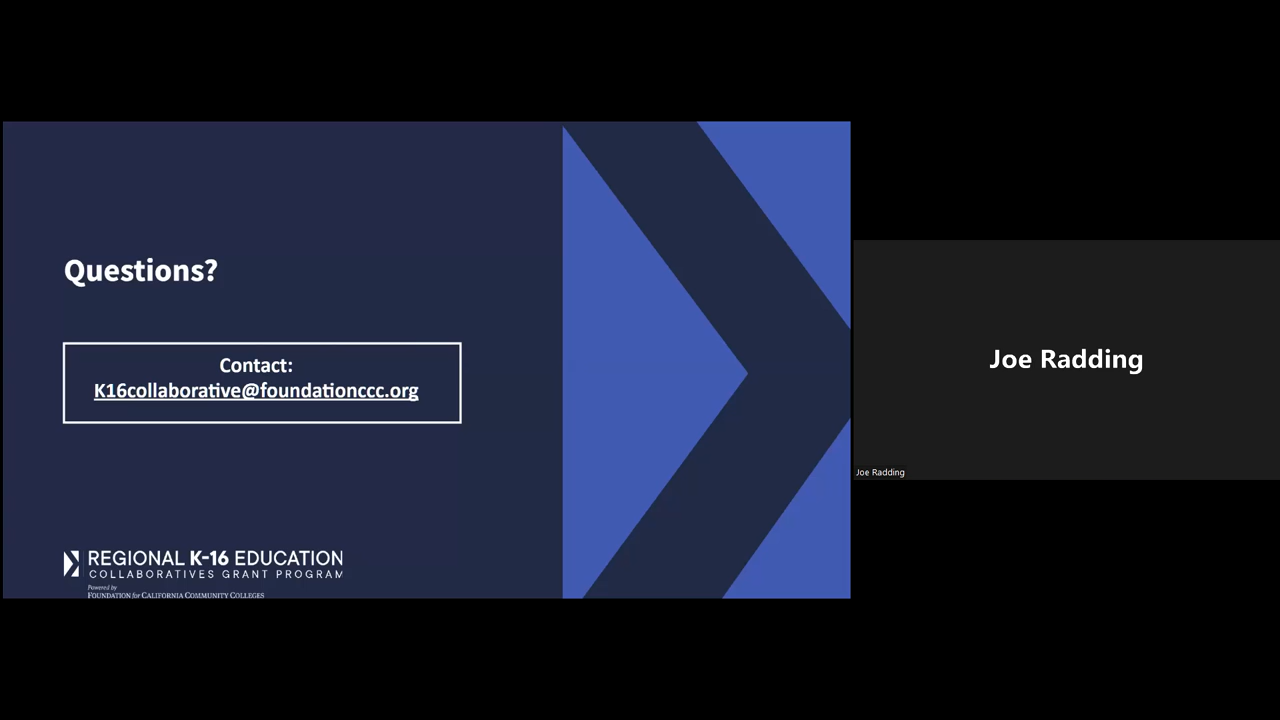 Questions?
Contact:
K16collaborative@foundationccc.org
REGIONAL K-16 EDUCATION
COLLABORATIVES GRANT PROGRAM
Powered by
FOUNDATION for CALIFORNIA COMMUNITY COLLEGES
Joe Radding
Joe Radding